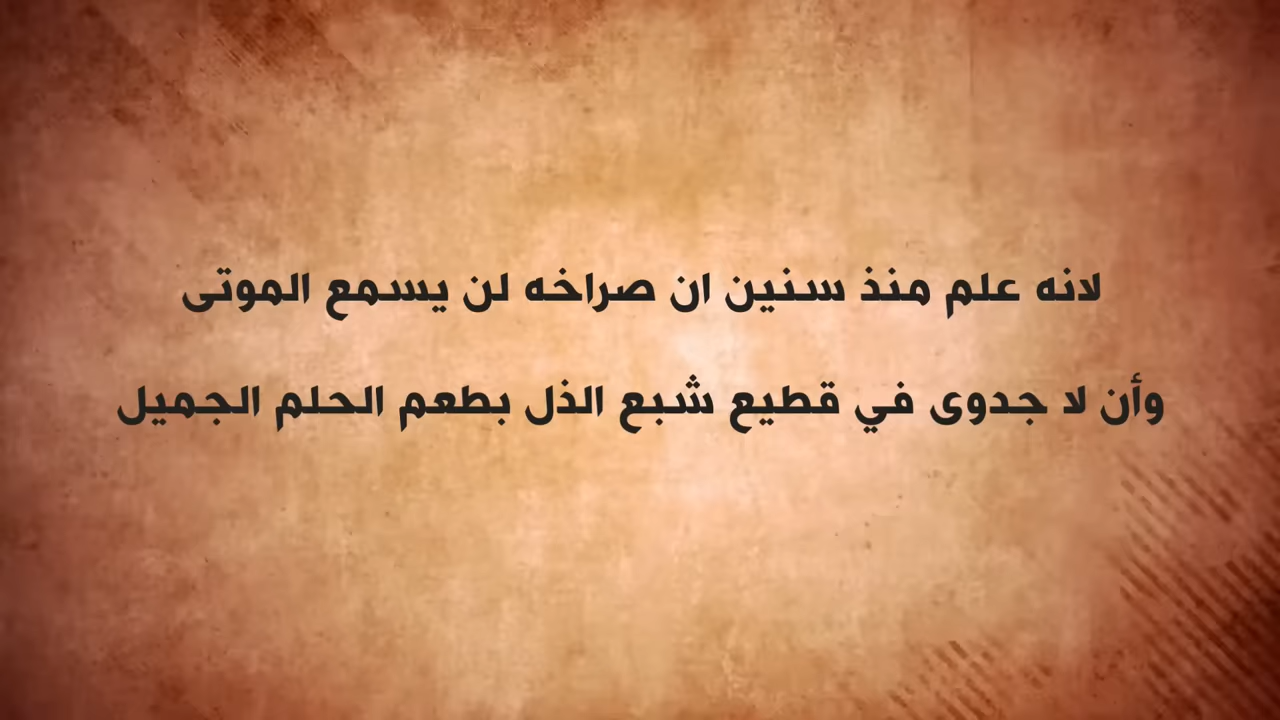 لانه علم منذ سنين ان صراخه لن يسمع الموتى
وأن لا جدوى في قطيع شبع الذل بطعم الحلم الجميل